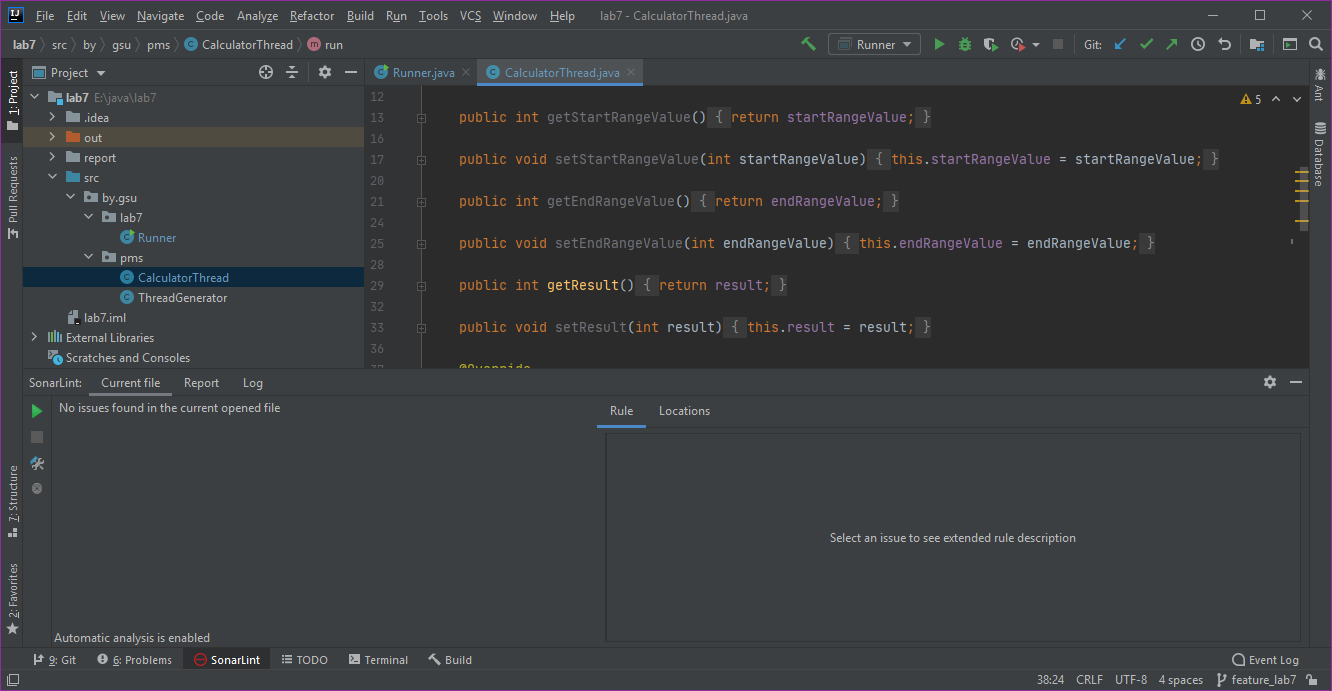 File Edit View Navigate Code Analyze Refactor Build Run Tools VCS Window Help lab7 - CalculatorThread.java
lab7 src by gsu pms CalculatorThread run Runner Git:
1: Project
Pull Requests
7: Structure
2: Favorites
Project
lab7 E:\java\lab7
.idea
out
report
src
by.gsu
lab7
Runner
pms
CalculatorThread
ThreadGenerator
lab7.iml
External Libraries
Scratches and Consoles
Runner.java CalculatorThread.java
5
12
13 public int getStartRangeValue() { return startRangeValue; }
16
17 public void setStartRangeValue(int startRangeValue) { this.startRangeValue = startRangeValue; }
20
21 public int getEndRangeValue() { return endRangeValue; }
24
25 public void setEndRangeValue(int endRangeValue) { this.endRangeValue = endRangeValue; }
28
29 public int getResult() { return result; }
32
33 public void setResult(int result) { this.result = result; }
36
37 @Override
Ant
Database
SonarLint: Current file Report Log
No issues found in the current opened file
Rule Locations
Select an issue to see extended rule description
Automatic analysis is enabled
9: Git 6: Problems SonarLint TODO Terminal Build Event Log
38:24 CRLF UTF-8 4 spaces feature_lab7